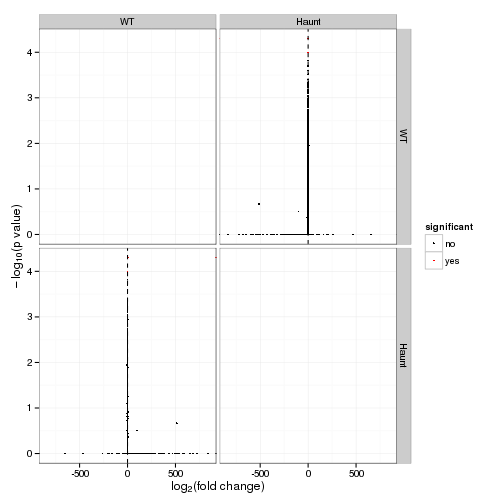 WT Haunt
4
3
2
1
0
WT
−log10(p value)
4
3
2
1
0
Haunt
-500 0 500 -500 0 500
log2(fold change)
significant
no
yes